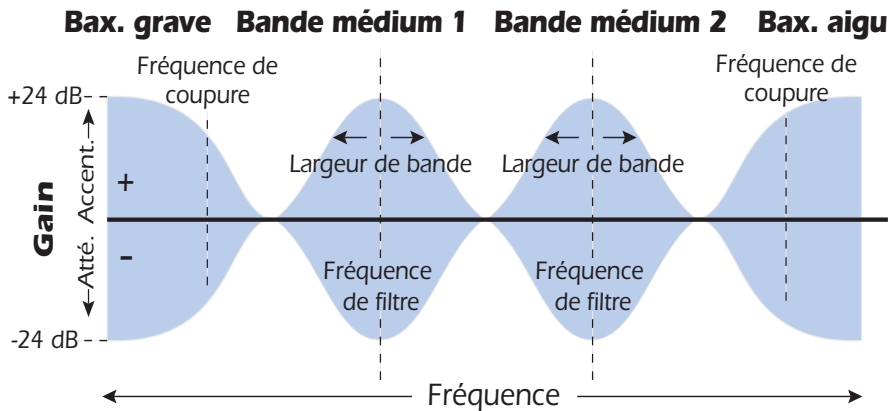 Bax. grave Bande médium 1 Bande médium 2 Bax. aigu
Fréquence de
coupure
Fréquence de
coupure
+24 dB
Largeur de bande
Largeur de bande
Gain
Accent.
Atté.
+
-
Fréquence
de filtre
Fréquence
de filtre
-24 dB
Fréquence